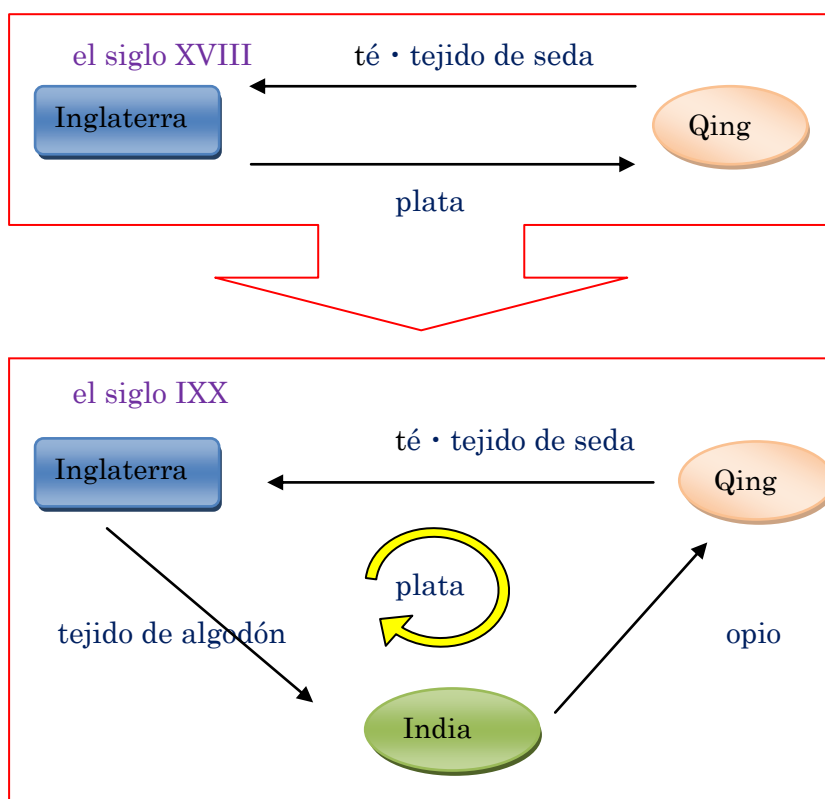 el siglo XVIII
té・tejido de seda
Inglaterra
Qing
plata
el siglo IXX
té・tejido de seda
Inglaterra
Qing
plata
tejido de algodón
opio
India